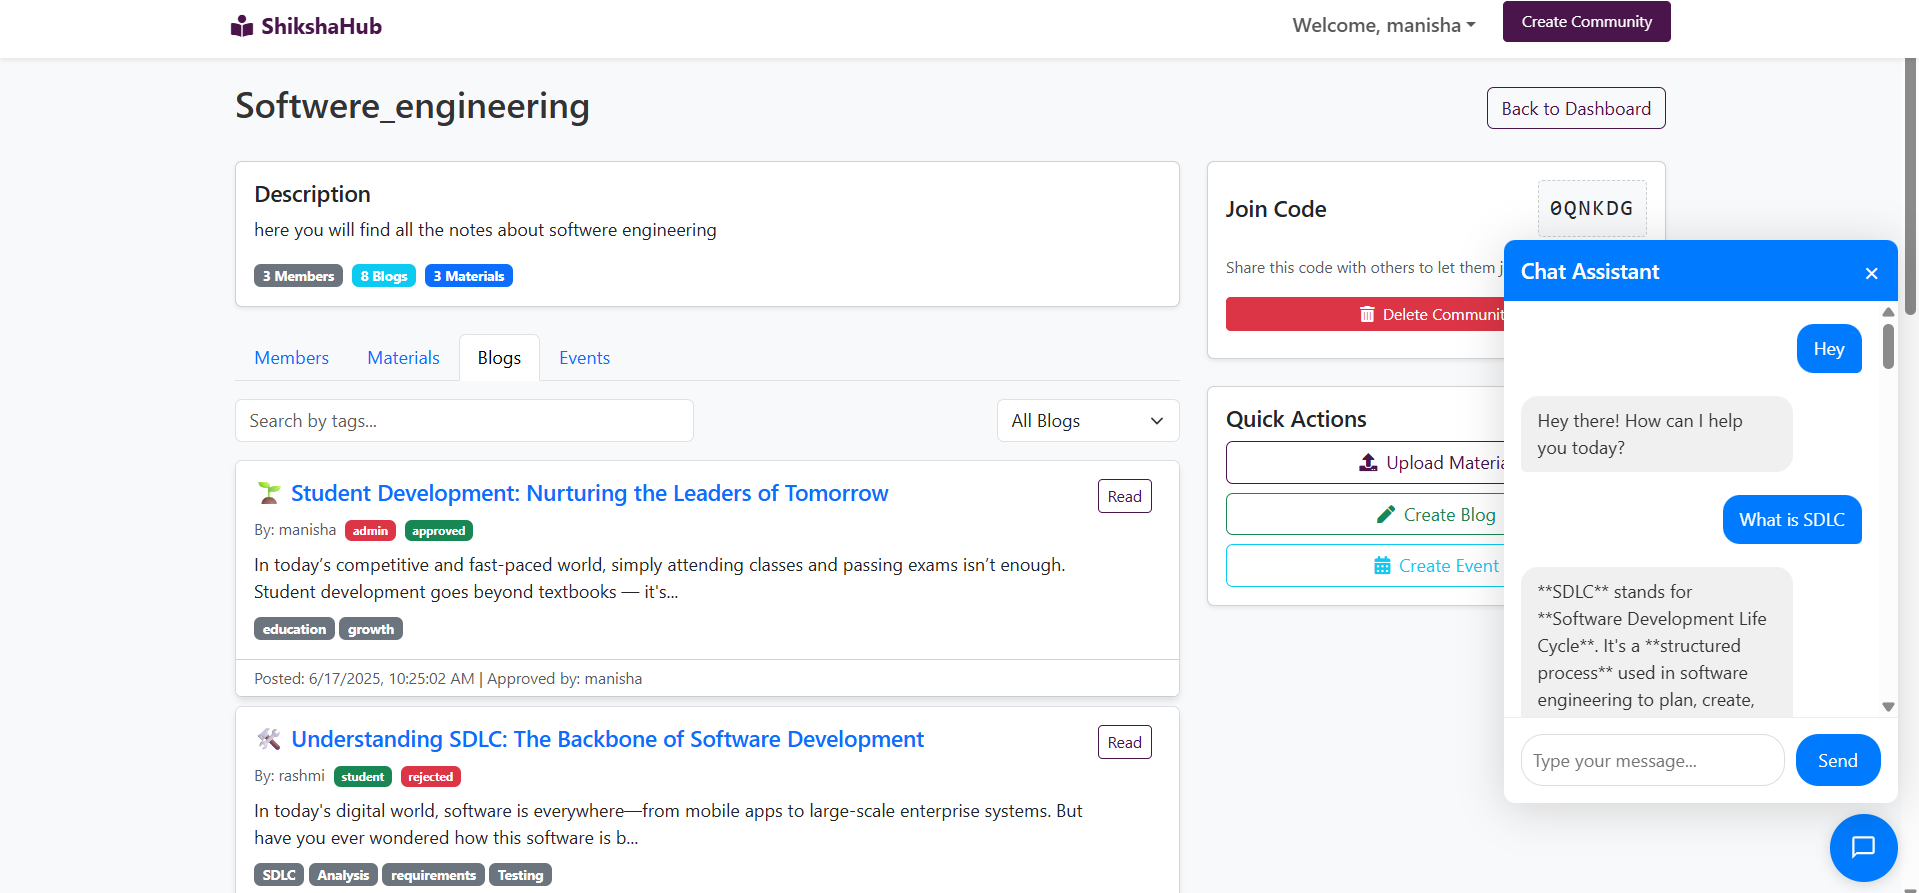 ShikshaHub
Welcome, manisha
Create Community
Softwere_engineering
Back to Dashboard
Description
here you will find all the notes about softwere engineering
3 Members
8 Blogs
3 Materials
Members
Materials
Blogs
Events
Search by tags...
All Blogs
Student Development: Nurturing the Leaders of Tomorrow
Read
By: manisha admin approved
In today’s competitive and fast-paced world, simply attending classes and passing exams isn’t enough.
Student development goes beyond textbooks — it's...
education growth
Posted: 6/17/2025, 10:25:02 AM | Approved by: manisha
Understanding SDLC: The Backbone of Software Development
Read
By: rashmi student rejected
In today's digital world, software is everywhere—from mobile apps to large-scale enterprise systems. But
have you ever wondered how this software is b...
SDLC Analysis requirements Testing
Join Code
0QNKDG
Share this code with others to let them j
Delete Communit
Quick Actions
Upload Materia
Create Blog
Create Event
Chat Assistant
×
Hey
Hey there! How can I help
you today?
What is SDLC
**SDLC** stands for
**Software Development Life
Cycle**. It's a **structured
process** used in software
engineering to plan, create,
Type your message...
Send